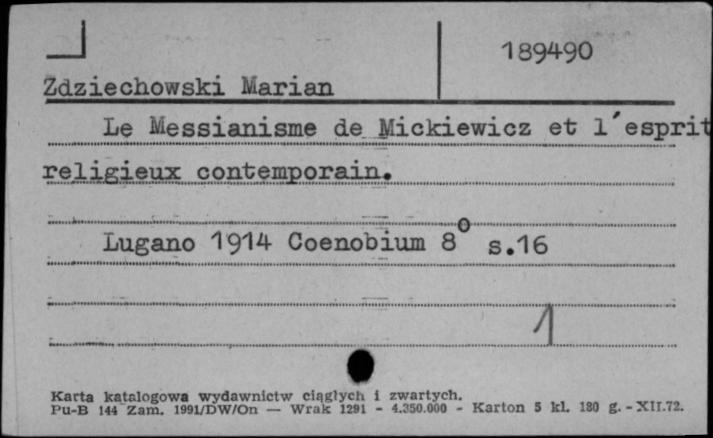 189490
Zdziechowski Marian
Le Messianisme de Mickiewicz et l'esprit
religieux contemporain.
Lugano 1914 Coenobium 8° s.16
1
Karta katalogowa wydawnictw ciągłych i zwartych.
Pu-B 144 Zam. 1991/DW/On — Wrak 1291 - 4.350.000 - Karton 5 kl. 180 g. - XII.72.